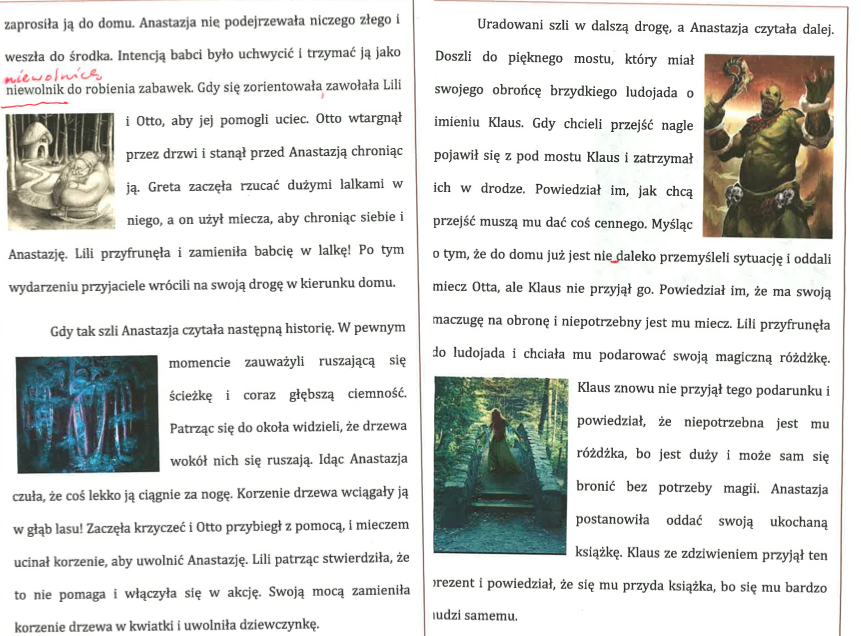 zaprosiła ją do domu. Anastazja nie podejrzewała niczego złego i
weszła do środka. Intencją babci było uchwycić i trzymać ją jako
niewolnicę
niewolnik do robienia zabawek. Gdy się zorientowała, zawołała Lili
i Otto, aby jej pomogli uciec. Otto wtargnął
przez drzwi i stanął przed Anastazją chroniąc
ją. Greta zaczęła rzucać dużymi lalkami w
niego, a on użył miecza, aby chroniąc siebie i
Anastazję. Lili przyfrunęła i zamieniła babcię w lalkę! Po tym
wydarzeniu przyjaciele wrócili na swoją drogę w kierunku domu.
Gdy tak szli Anastazja czytała następną historię. W pewnym
momencie zauważyli ruszającą się
ścieżkę i coraz głębszą ciemność.
Patrząc się do okoła widzieli, że drzewa
wokół nich się ruszają. Idąc Anastazja
czuła, że coś lekko ją ciągnie za nogę. Korzenie drzewa wciągały ją
w głąb lasu! Zaczęła krzyczeć i Otto przybiegł z pomocą, i mieczem
ucinał korzenie, aby uwolnić Anastazję. Lili patrząc stwierdziła, że
to nie pomaga i włączyła się w akcję. Swoją mocą zamieniła
korzenie drzewa w kwiatki i uwolniła dziewczynkę.
Uradowani szli w dalszą drogę, a Anastazja czytała dalej.
Doszli do pięknego mostu, który miał
swojego obrońcę brzydkiego ludojada o
imieniu Klaus. Gdy chcieli przejść nagle
pojawił się z pod mostu Klaus i zatrzymał
ich w drodze. Powiedział im, jak chcą
przejść muszą mu dać coś cennego. Myśląc
o tym, że do domu już jest nie daleko przemyśleli sytuację i oddali
miecz Otta, ale Klaus nie przyjął go. Powiedział im, że ma swoją
maczugę na obronę i niepotrzebny jest mu miecz. Lili przyfrunęła
do ludojada i chciała mu podarować swoją magiczną różdżkę.
Klaus znowu nie przyjął tego podarunku i
powiedział, że niepotrzebna jest mu
różdżka, bo jest duży i może sam się
bronić bez potrzeby magii. Anastazja
postanowiła oddać swoją ukochaną
książkę. Klaus ze zdziwieniem przyjął ten
prezent i powiedział, że się mu przyda książka, bo się mu bardzo
nudzi samemu.